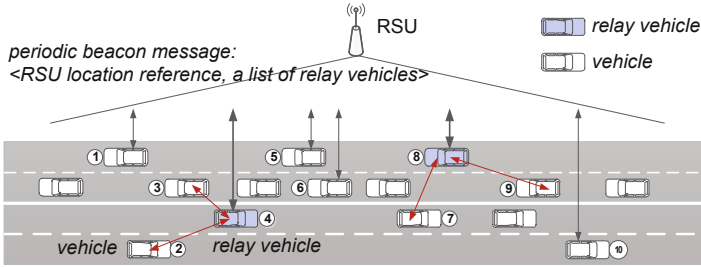 RSU
relay vehicle
periodic beacon message:
<RSU location reference, a list of relay vehicles>
vehicle
1
5
8
3
6
9
4
7
vehicle
2
relay vehicle
10